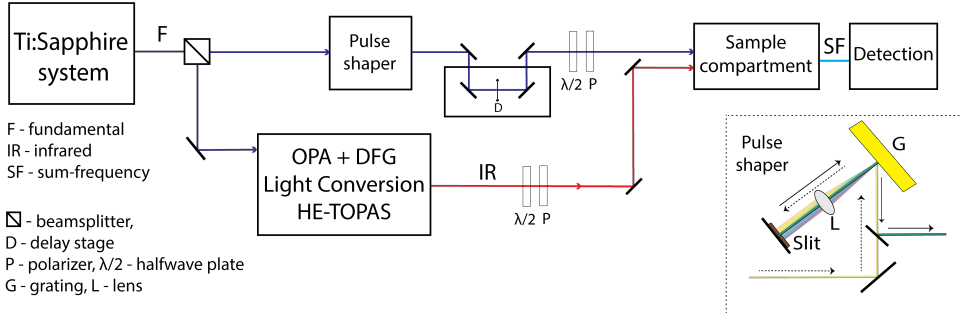 Ti:Sapphire
system
F
Pulse
shaper
D
λ/2 P
Sample
compartment
SF
Detection
F - fundamental
IR - infrared
SF - sum-frequency
OPA + DFG
Light Conversion
HE-TOPAS
IR
λ/2 P
- beamsplitter,
D - delay stage
P - polarizer, λ/2 - halfwave plate
G - grating, L - lens
Pulse
shaper
G
L
Slit